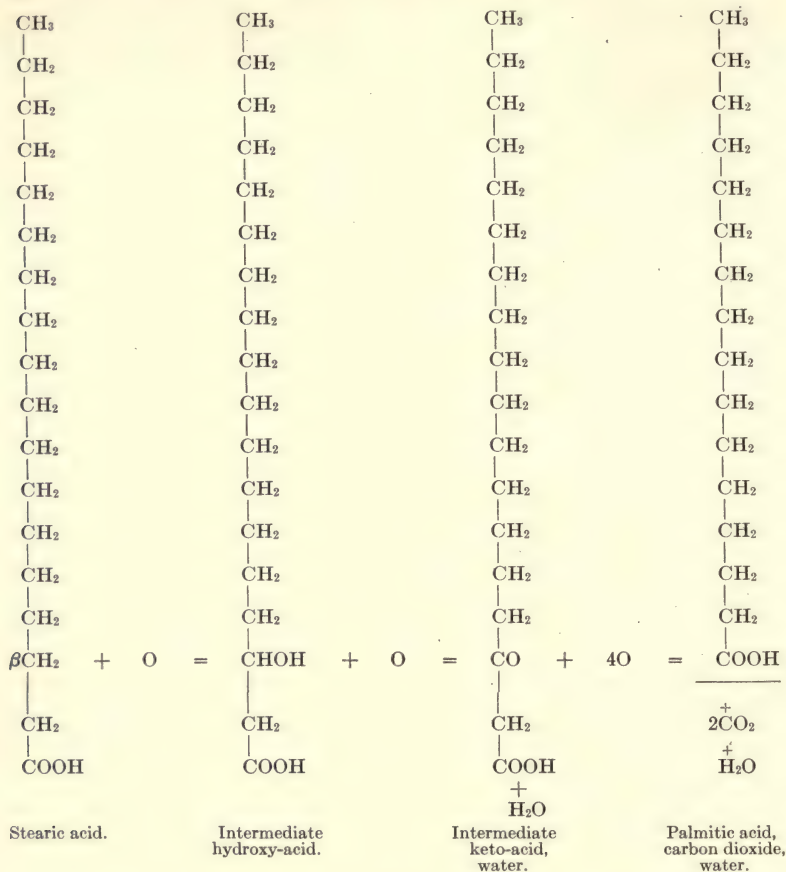 CH₃ CH₃ CH₃ CH₃
CH₂ CH₂ CH₂ CH₂
CH₂ CH₂ CH₂ CH₂
CH₂ CH₂ CH₂ CH₂
CH₂ CH₂ CH₂ CH₂
CH₂ CH₂ CH₂ CH₂
CH₂ CH₂ CH₂ CH₂
CH₂ CH₂ CH₂ CH₂
CH₂ CH₂ CH₂ CH₂
CH₂ CH₂ CH₂ CH₂
CH₂ CH₂ CH₂ CH₂
CH₂ CH₂ CH₂ CH₂
CH₂ CH₂ CH₂ CH₂
CH₂ CH₂ CH₂ CH₂
CH₂ CH₂ CH₂ CH₂
βCH₂ + O = CHOH + O = CO + 4O = COOH
+
CH₂ CH₂ CH₂ 2CO₂
+
COOH COOH COOH H₂O
+
H₂O
Stearic acid. Intermediate Intermediate Palmitic acid,
hydroxy-acid. keto-acid, carbon dioxide,
water. water.